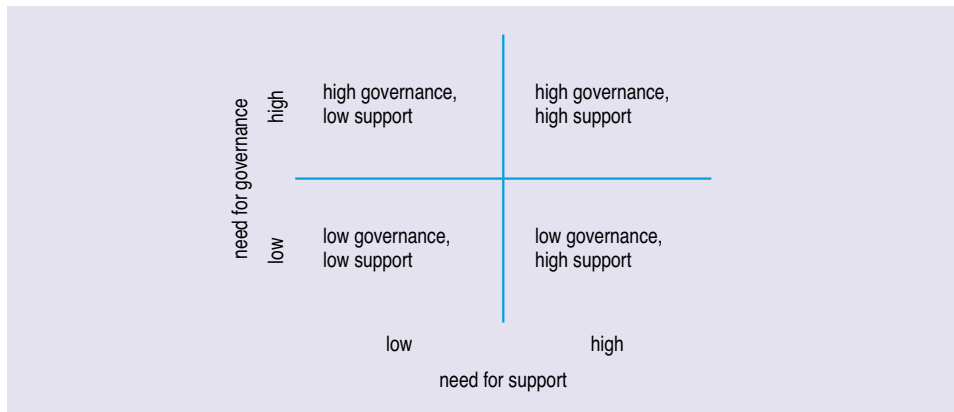 need for governance
high
high governance,
low support
high governance,
high support
low
low governance,
low support
low governance,
high support
low
high
need for support